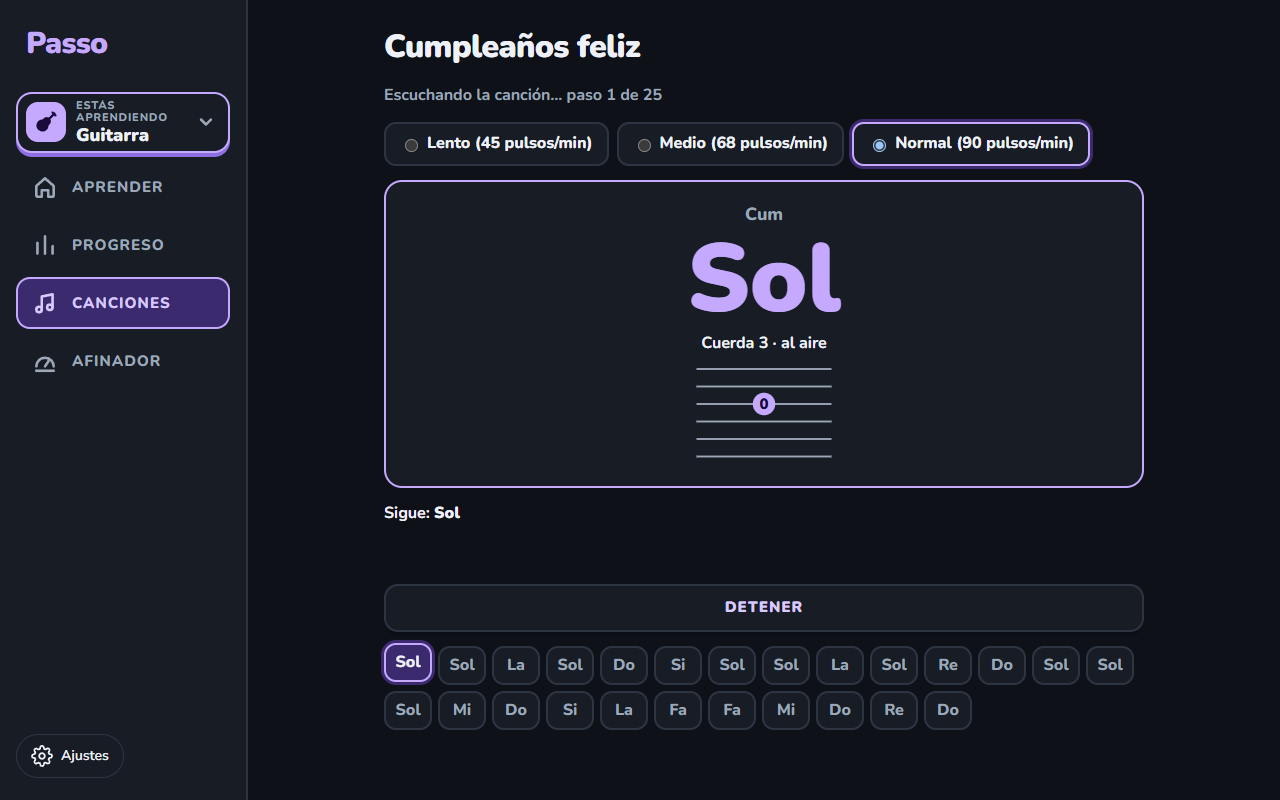 Passo
ESTÁS
APRENDIENDO
Guitarra
APRENDER
PROGRESO
CANCIONES
AFINADOR
Ajustes
Cumpleaños feliz
Escuchando la canción... paso 1 de 25
Lento (45 pulsos/min) Medio (68 pulsos/min) Normal (90 pulsos/min)
Cum
Sol
Cuerda 3 · al aire
0
Sigue: Sol
DETENER
Sol Sol La Sol Do Si Sol Sol La Sol Re Do Sol Sol
Sol Mi Do Si La Fa Fa Mi Do Re Do